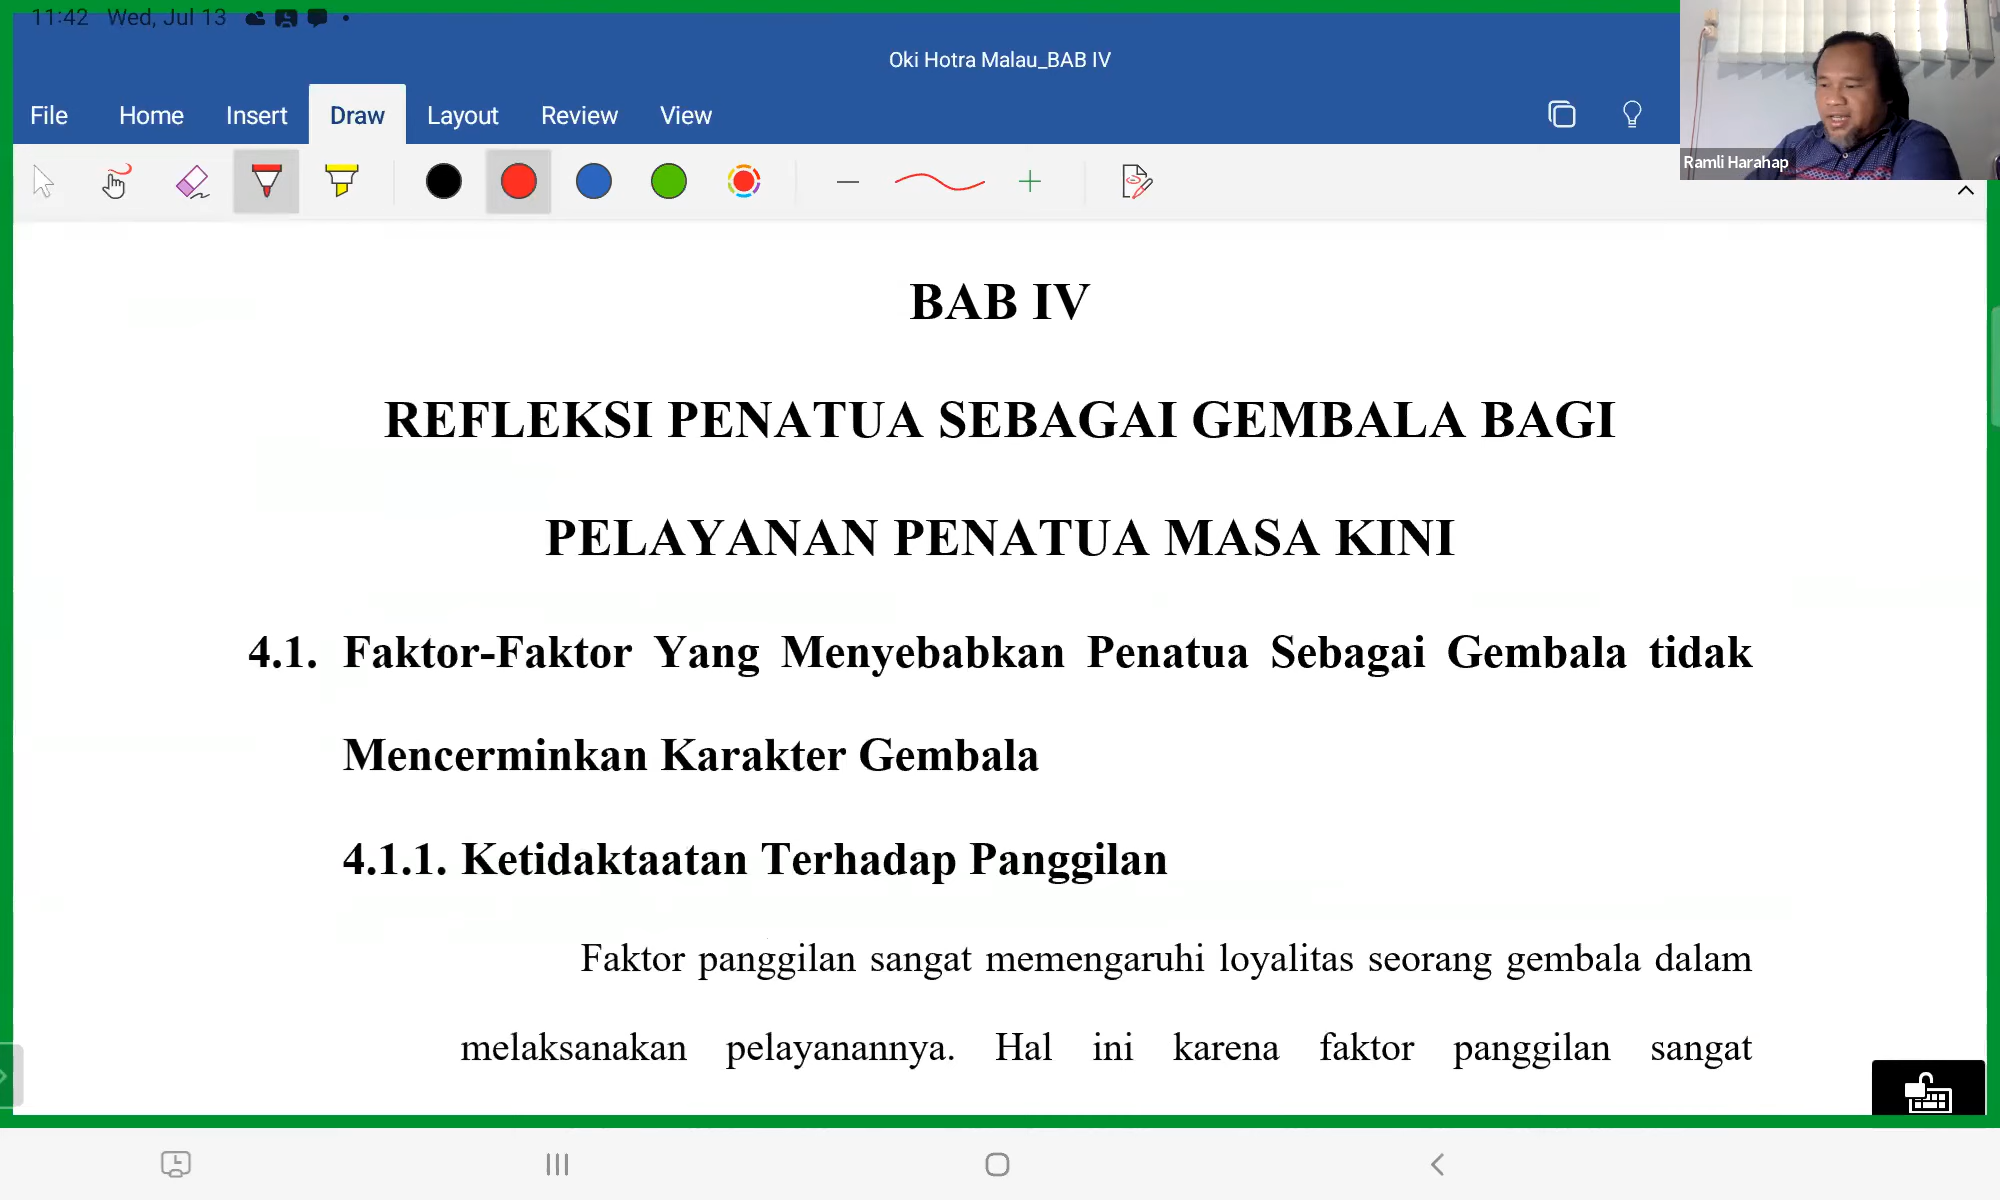 11:42 Wed, Jul 13
Oki Hotra Malau_BAB IV
File Home Insert Draw Layout Review View
Ramli Harahap
BAB IV
REFLEKSI PENATUA SEBAGAI GEMBALA BAGI
PELAYANAN PENATUA MASA KINI
4.1. Faktor-Faktor Yang Menyebabkan Penatua Sebagai Gembala tidak
Mencerminkan Karakter Gembala
4.1.1. Ketidaktaatan Terhadap Panggilan
Faktor panggilan sangat memengaruhi loyalitas seorang gembala dalam
melaksanakan pelayanannya. Hal ini karena faktor panggilan sangat